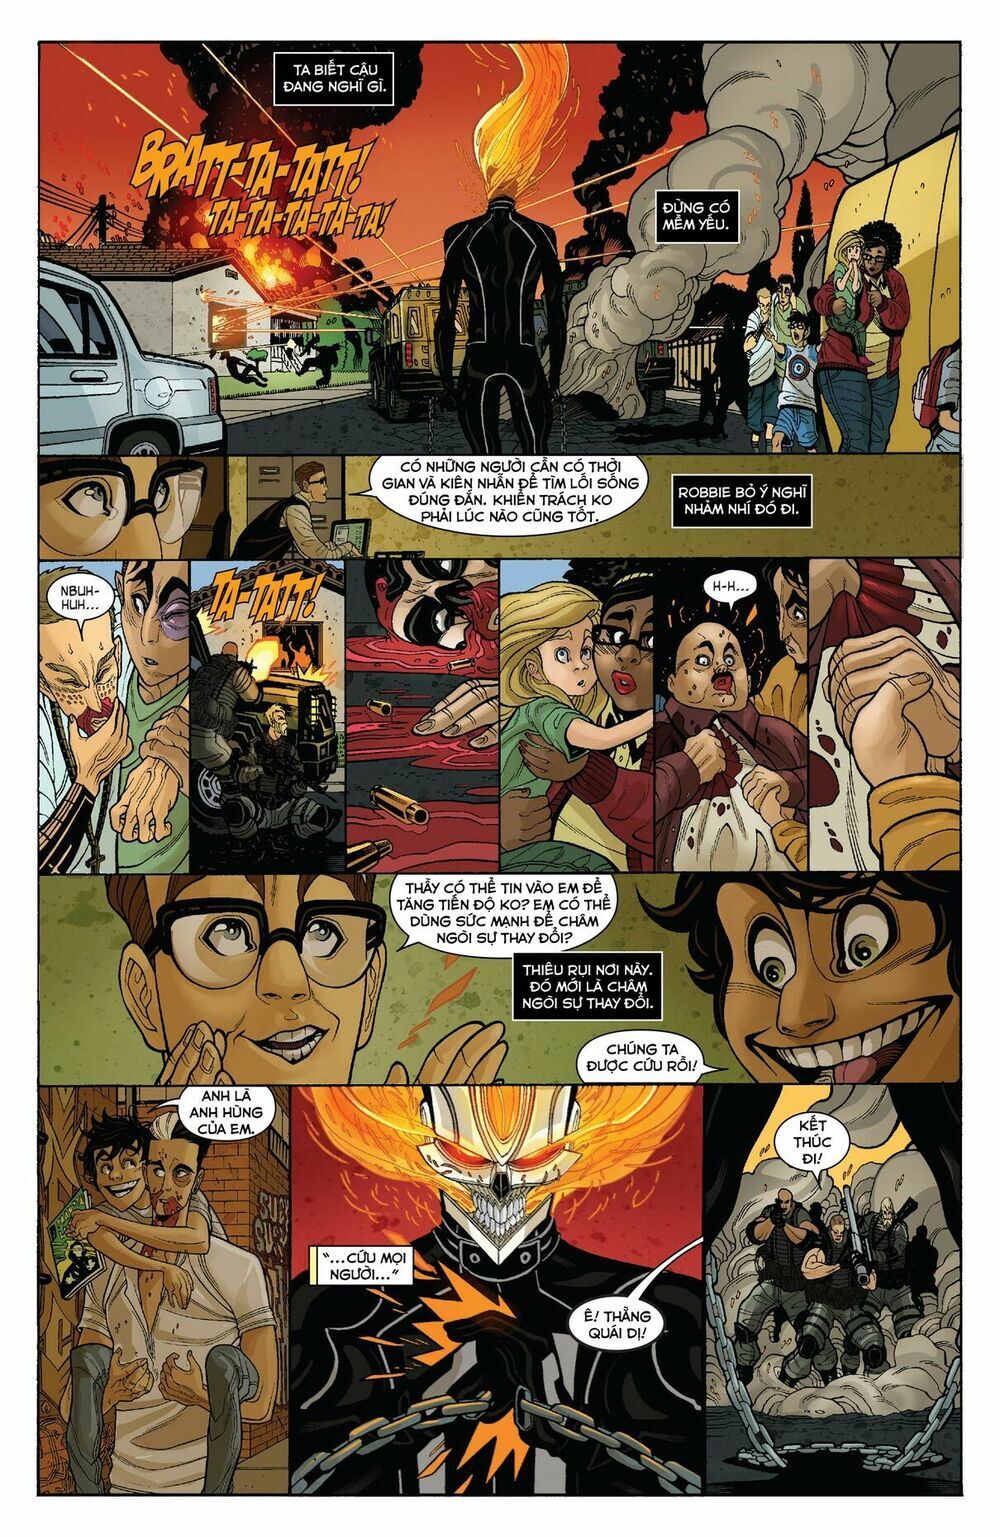 TA BIẾT CẬU
ĐANG NGHĨ GÌ.
BRATT-TA-TATT!
TA-TA-TA-TA-TA!
ĐỪNG CÓ
MỀM YẾU.
CÓ NHỮNG NGƯỜI CẦN CÓ THỜI
GIAN VÀ KIÊN NHẪN ĐỂ TÌM LỐI SỐNG
ĐÚNG ĐẮN. KHIỂN TRÁCH KO
PHẢI LÚC NÀO CŨNG TỐT.
ROBBIE BỎ Ý NGHĨ
NHẢM NHÍ ĐÓ ĐI.
NBUH-
HUH...
TA-TATT!
H-H...
THẦY CÓ THỂ TIN VÀO EM ĐỂ
TĂNG TIẾN ĐỘ KO? EM CÓ THỂ
DÙNG SỨC MẠNH ĐỂ CHÂM
NGÒI SỰ THAY ĐỔI?
THIÊU RỤI NƠI NÀY.
ĐÓ MỚI LÀ CHÂM
NGÒI SỰ THAY ĐỔI.
CHÚNG TA
ĐƯỢC CỨU RỒI!
ANH LÀ
ANH HÙNG
CỦA EM.
"...CỨU MỌI
NGƯỜI..."
Ê! THẰNG
QUÁI DỊ!
KẾT
THÚC
ĐI!